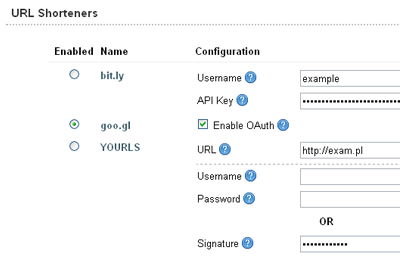 URL Shorteners
Enabled Name Configuration
bit.ly Username ? example
API Key ?
goo.gl Enable OAuth ?
YOURLS URL ? http://exam.pl
Username ?
Password ?
OR
Signature ?